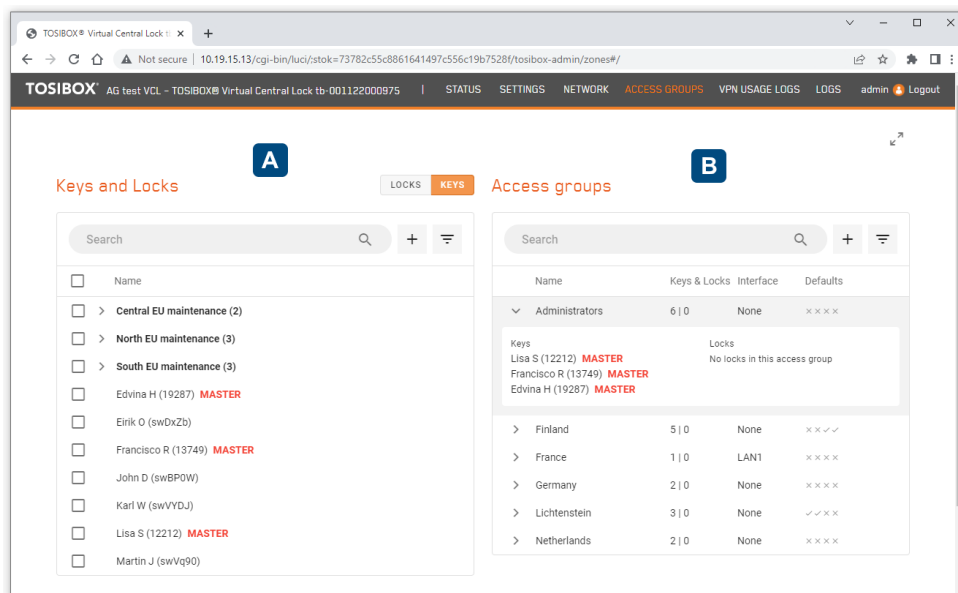 TOSIBOX® Virtual Central Lock t
Not secure | 10.19.15.13/cgi-bin/luci/;stok=73782c55c8861641497c556c19b7528f/tosibox-admin/zones#/
TOSIBOX® AG test VCL - TOSIBOX® Virtual Central Lock tb-001122000975 | STATUS SETTINGS NETWORK ACCESS GROUPS VPN USAGE LOGS LOGS admin Logout
A
B
Keys and Locks LOCKS KEYS
Search
Name
Central EU maintenance (2)
North EU maintenance (3)
South EU maintenance (3)
Edvina H (19287) MASTER
Eirik O (swDxZb)
Francisco R (13749) MASTER
John D (swBP0W)
Karl W (swVYDJ)
Lisa S (12212) MASTER
Martin J (swVq90)
Access groups
Search
Name Keys & Locks Interface Defaults
Administrators 6 | 0 None ××××
Keys Locks
Lisa S (12212) MASTER No locks in this access group
Francisco R (13749) MASTER
Edvina H (19287) MASTER
Finland 5 | 0 None ××✓✓
France 1 | 0 LAN1 ××××
Germany 2 | 0 None ××××
Lichtenstein 3 | 0 None ✓✓××
Netherlands 2 | 0 None ××××